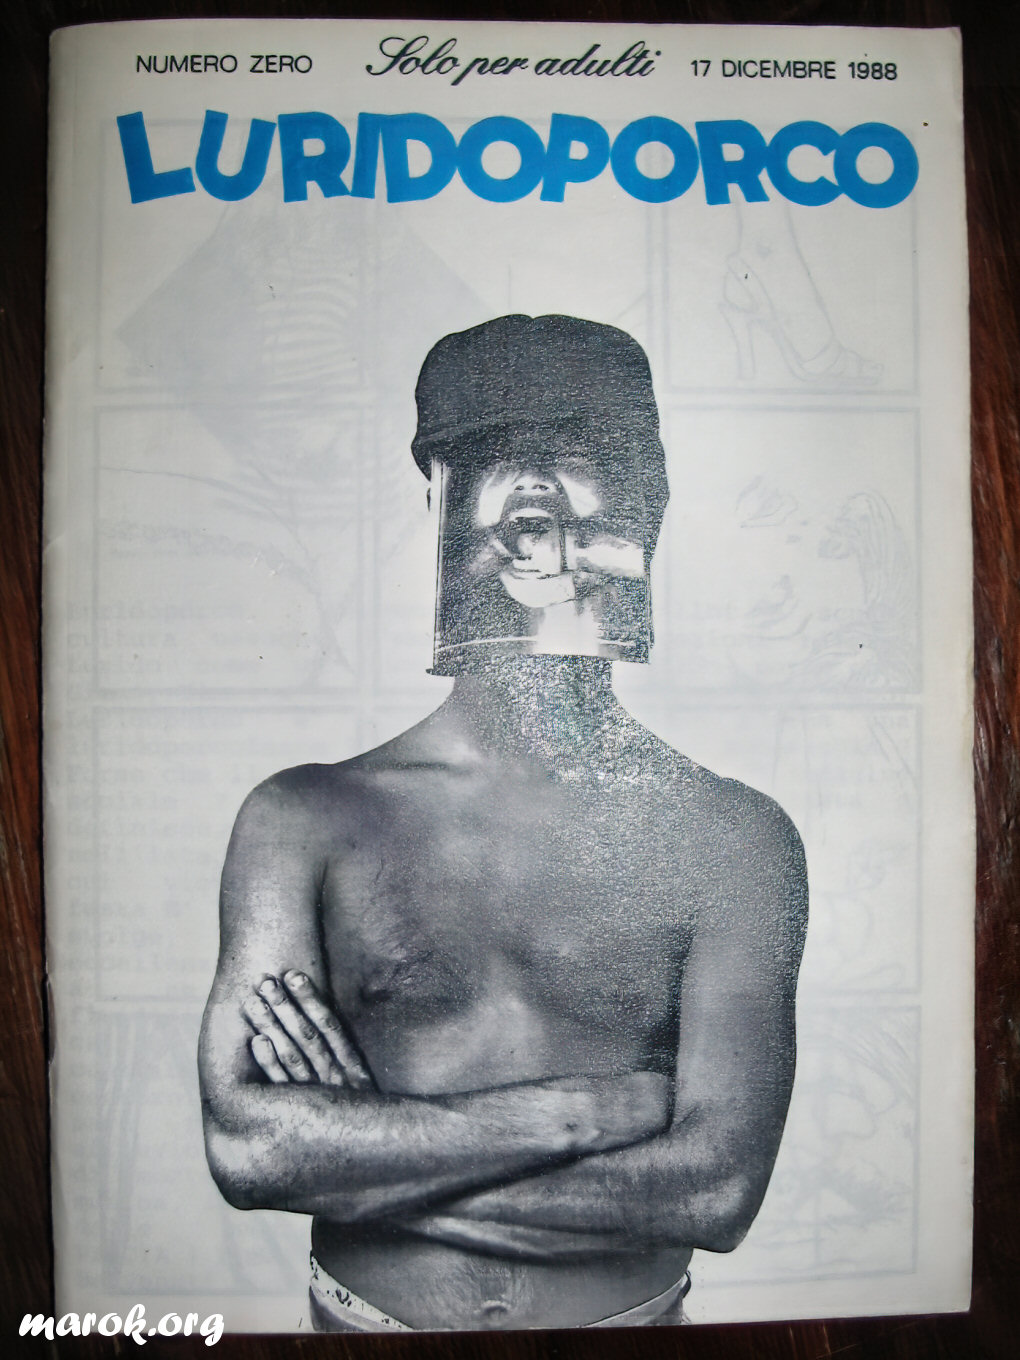 NUMERO ZERO Solo per adulti 17 DICEMBRE 1988
LURIDOPORCO
marok.org